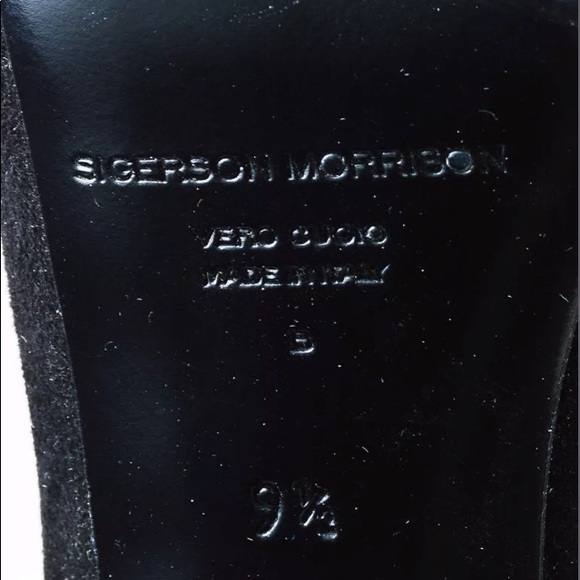 SIGERSON MORRISON
VERO CUOIO
MADE IN ITALY
B
9½